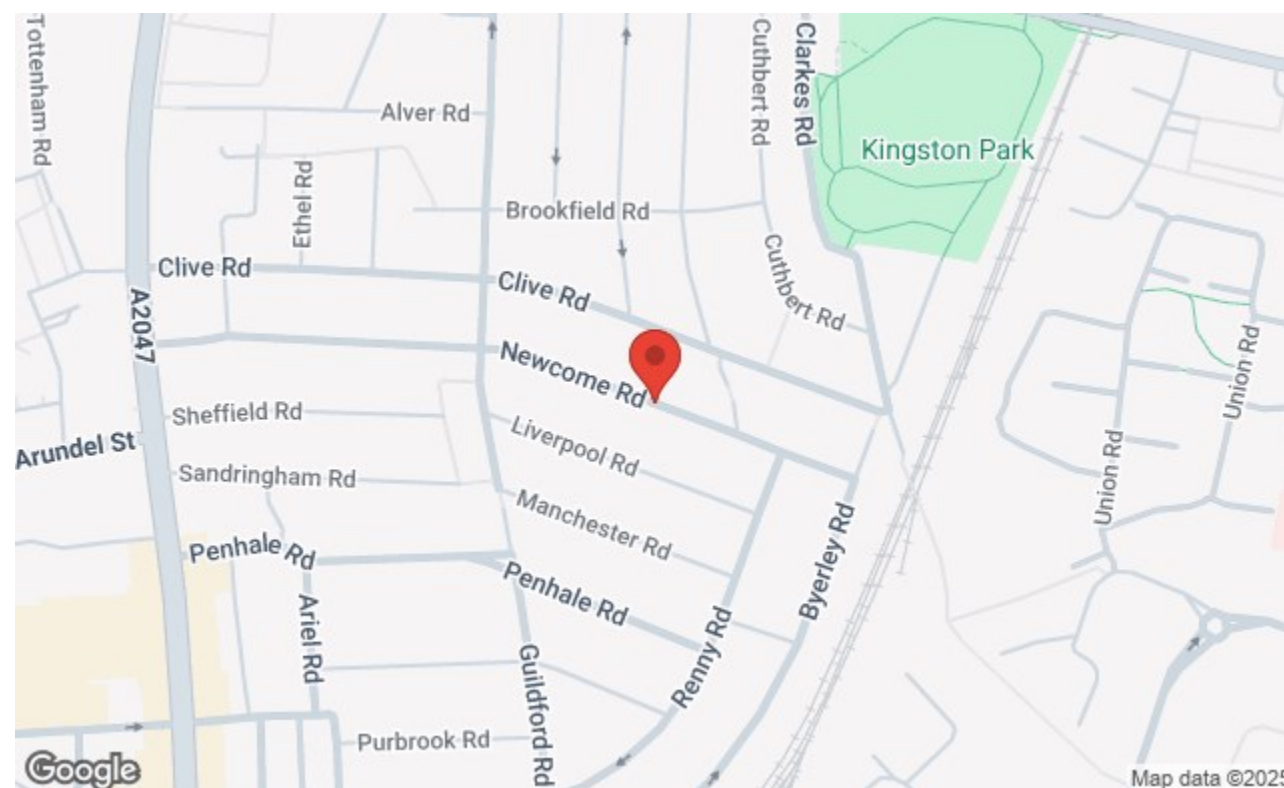 Tottenham Rd
Alver Rd
Cuthbert Rd
Clarkes Rd
Kingston Park
Ethel Rd
Brookfield Rd
Clive Rd
Clive Rd
Cuthbert Rd
A2047
Newcome Rd
Union Rd
Sheffield Rd
Arundel St
Liverpool Rd
Sandringham Rd
Union Rd
Manchester Rd
Penhale Rd
Byerley Rd
Penhale Rd
Ariel Rd
Renny Rd
Guildford Rd
Purbrook Rd
Google
Map data ©2025